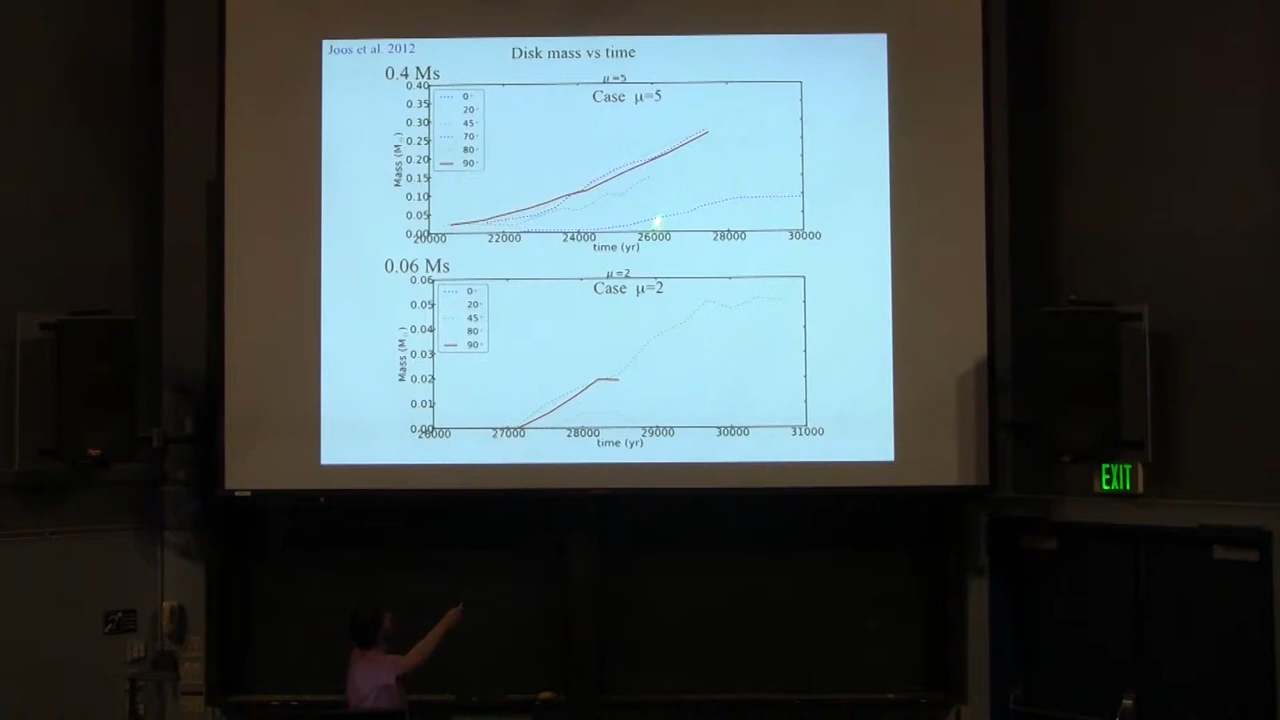 Joos et al. 2012
Disk mass vs time
0.4 Ms
μ=5
Case μ=5
0.40
0.35
0.30
0.25
0.20
0.15
0.10
0.05
0.00
Mass (M☉)
0°
20°
45°
70°
80°
90°
20000 22000 24000 26000 28000 30000
time (yr)
0.06 Ms
μ=2
Case μ=2
0.06
0.05
0.04
0.03
0.02
0.01
0.00
Mass (M☉)
0°
20°
45°
80°
90°
26000 27000 28000 29000 30000 31000
time (yr)
EXIT